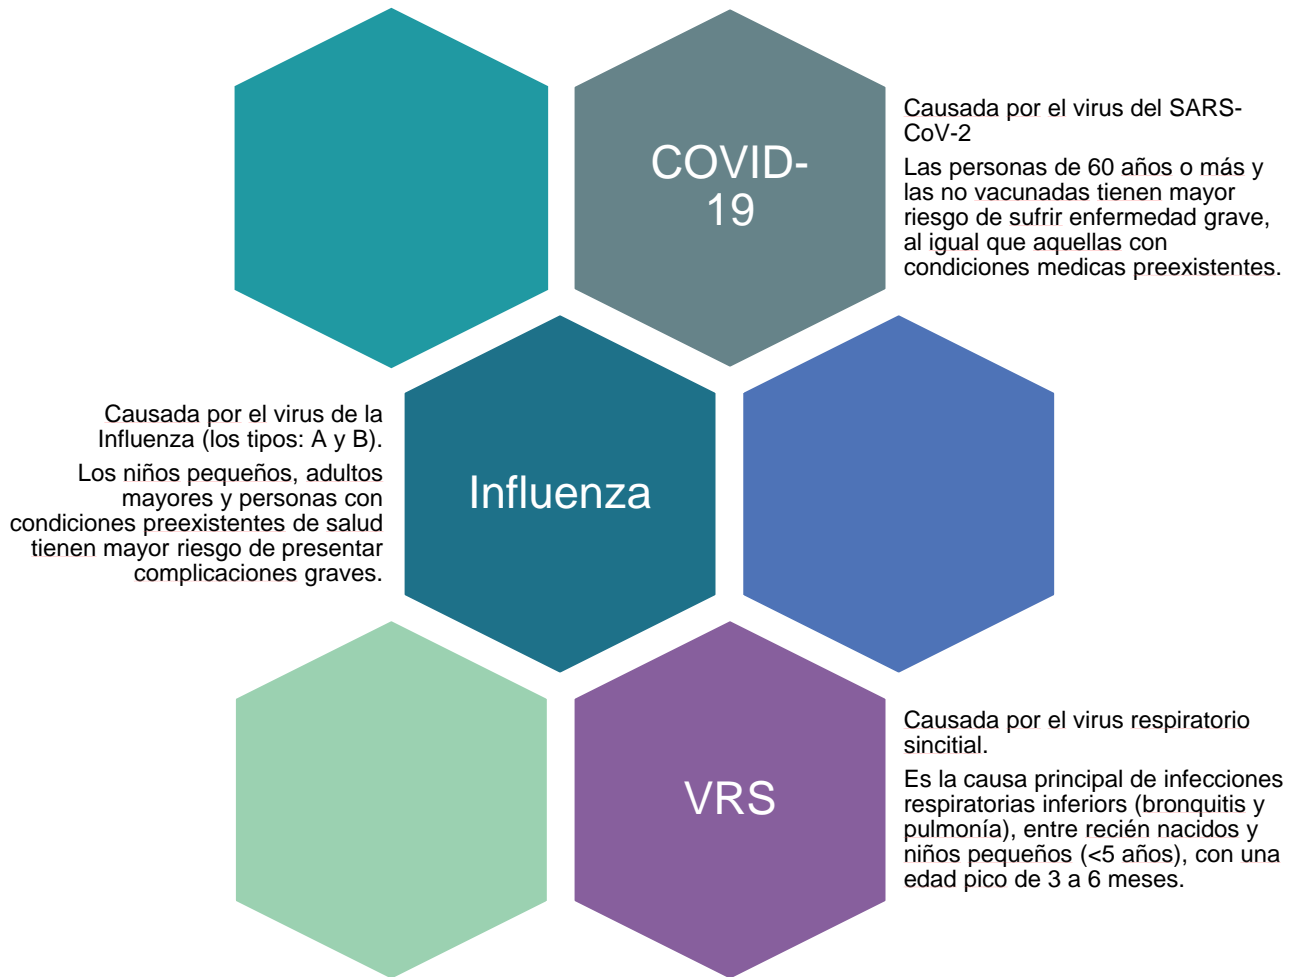 COVID-
19
Causada por el virus del SARS-
CoV-2
Las personas de 60 años o más y
las no vacunadas tienen mayor
riesgo de sufrir enfermedad grave,
al igual que aquellas con
condiciones medicas preexistentes.
Causada por el virus de la
Influenza (los tipos: A y B).
Los niños pequeños, adultos
mayores y personas con
condiciones preexistentes de salud
tienen mayor riesgo de presentar
complicaciones graves.
Influenza
VRS
Causada por el virus respiratorio
sincitial.
Es la causa principal de infecciones
respiratorias inferiors (bronquitis y
pulmonía), entre recién nacidos y
niños pequeños (<5 años), con una
edad pico de 3 a 6 meses.